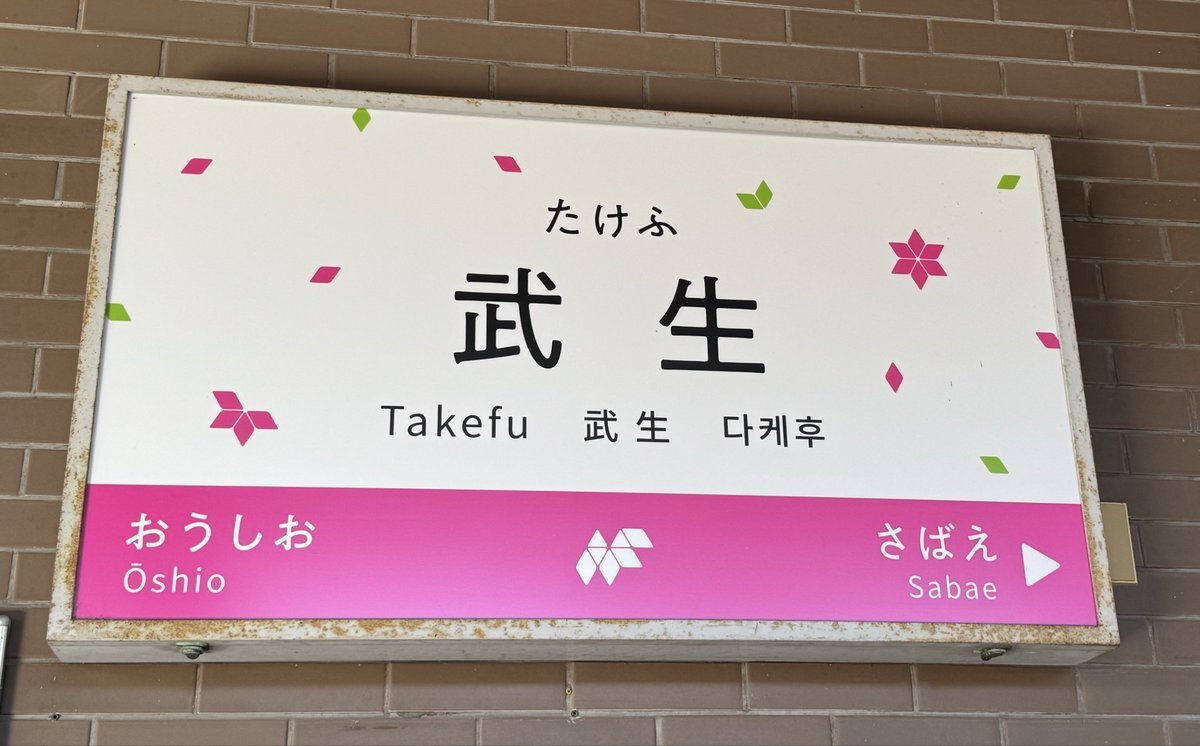 たけふ
武生
Takefu 武生 다케후
おうしお さばえ
Ōshio Sabae